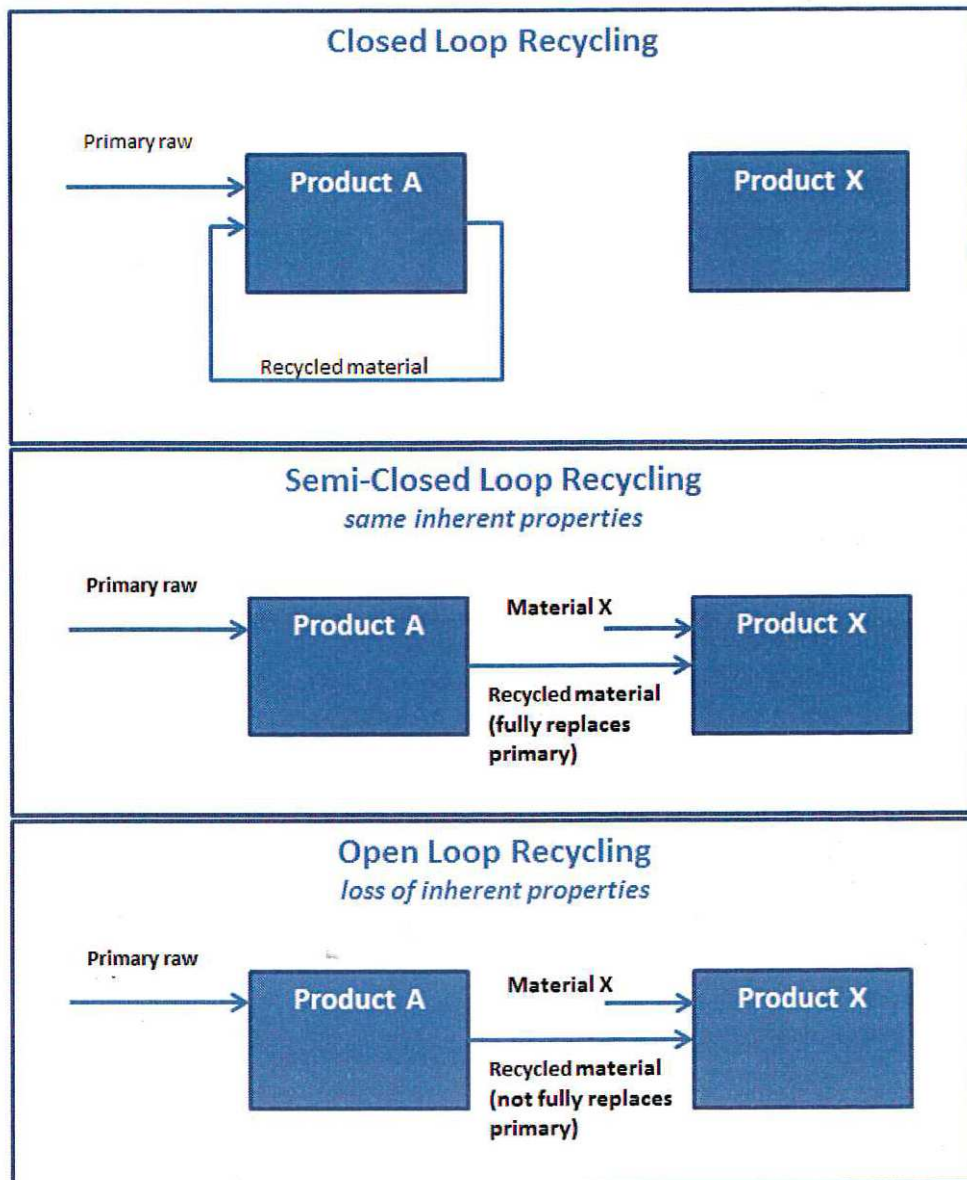 Closed Loop Recycling
Primary raw
Product A
Product X
Recycled material
Semi-Closed Loop Recycling
same inherent properties
Primary raw
Product A
Material X
Product X
Recycled material
(fully replaces
primary)
Open Loop Recycling
loss of inherent properties
Primary raw
Product A
Material X
Product X
Recycled material
(not fully replaces
primary)